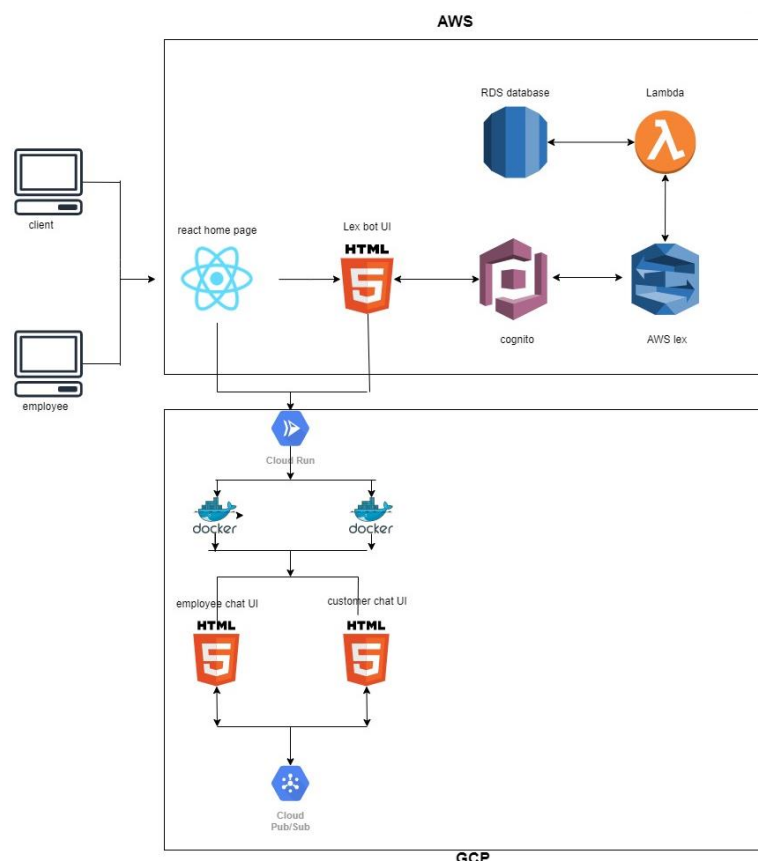 AWS
RDS database
Lambda
client
react home page
Lex bot UI
HTML
5
cognito
AWS lex
employee
Cloud Run
docker
docker
employee chat UI
customer chat UI
HTML
5
HTML
5
Cloud
Pub/Sub
GCP